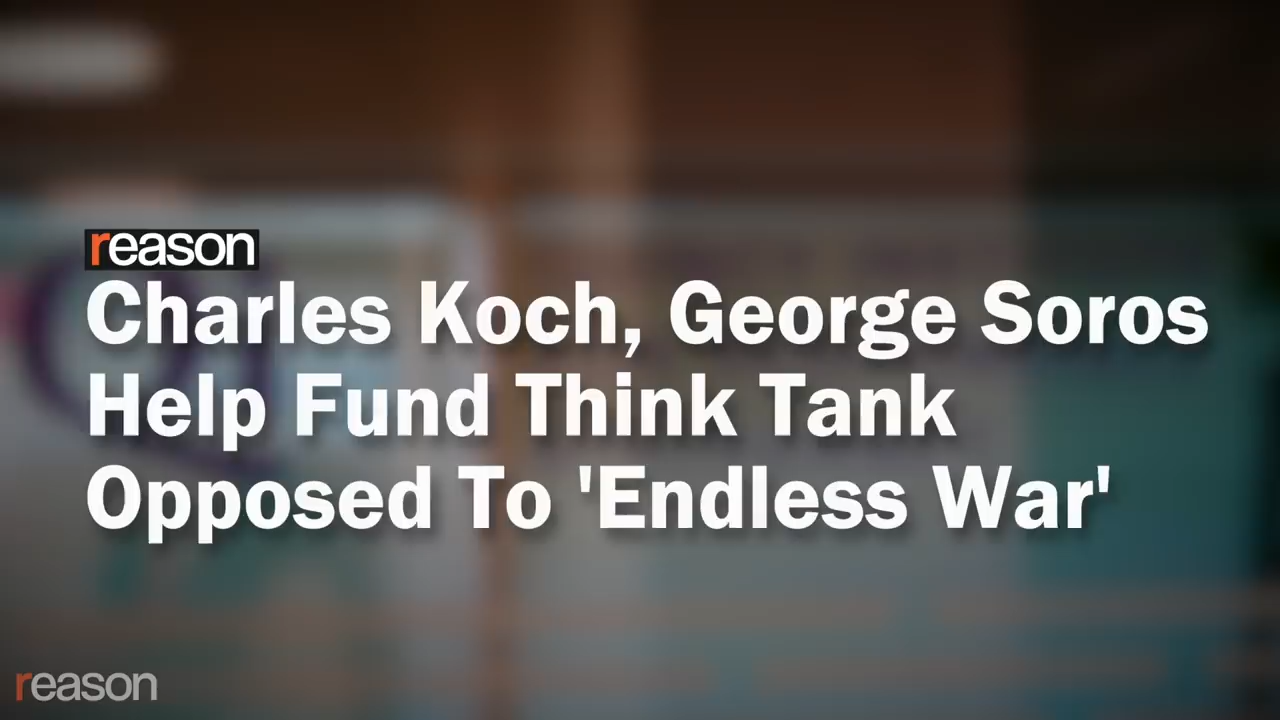 reason
Charles Koch, George Soros
Help Fund Think Tank
Opposed To 'Endless War'
reason